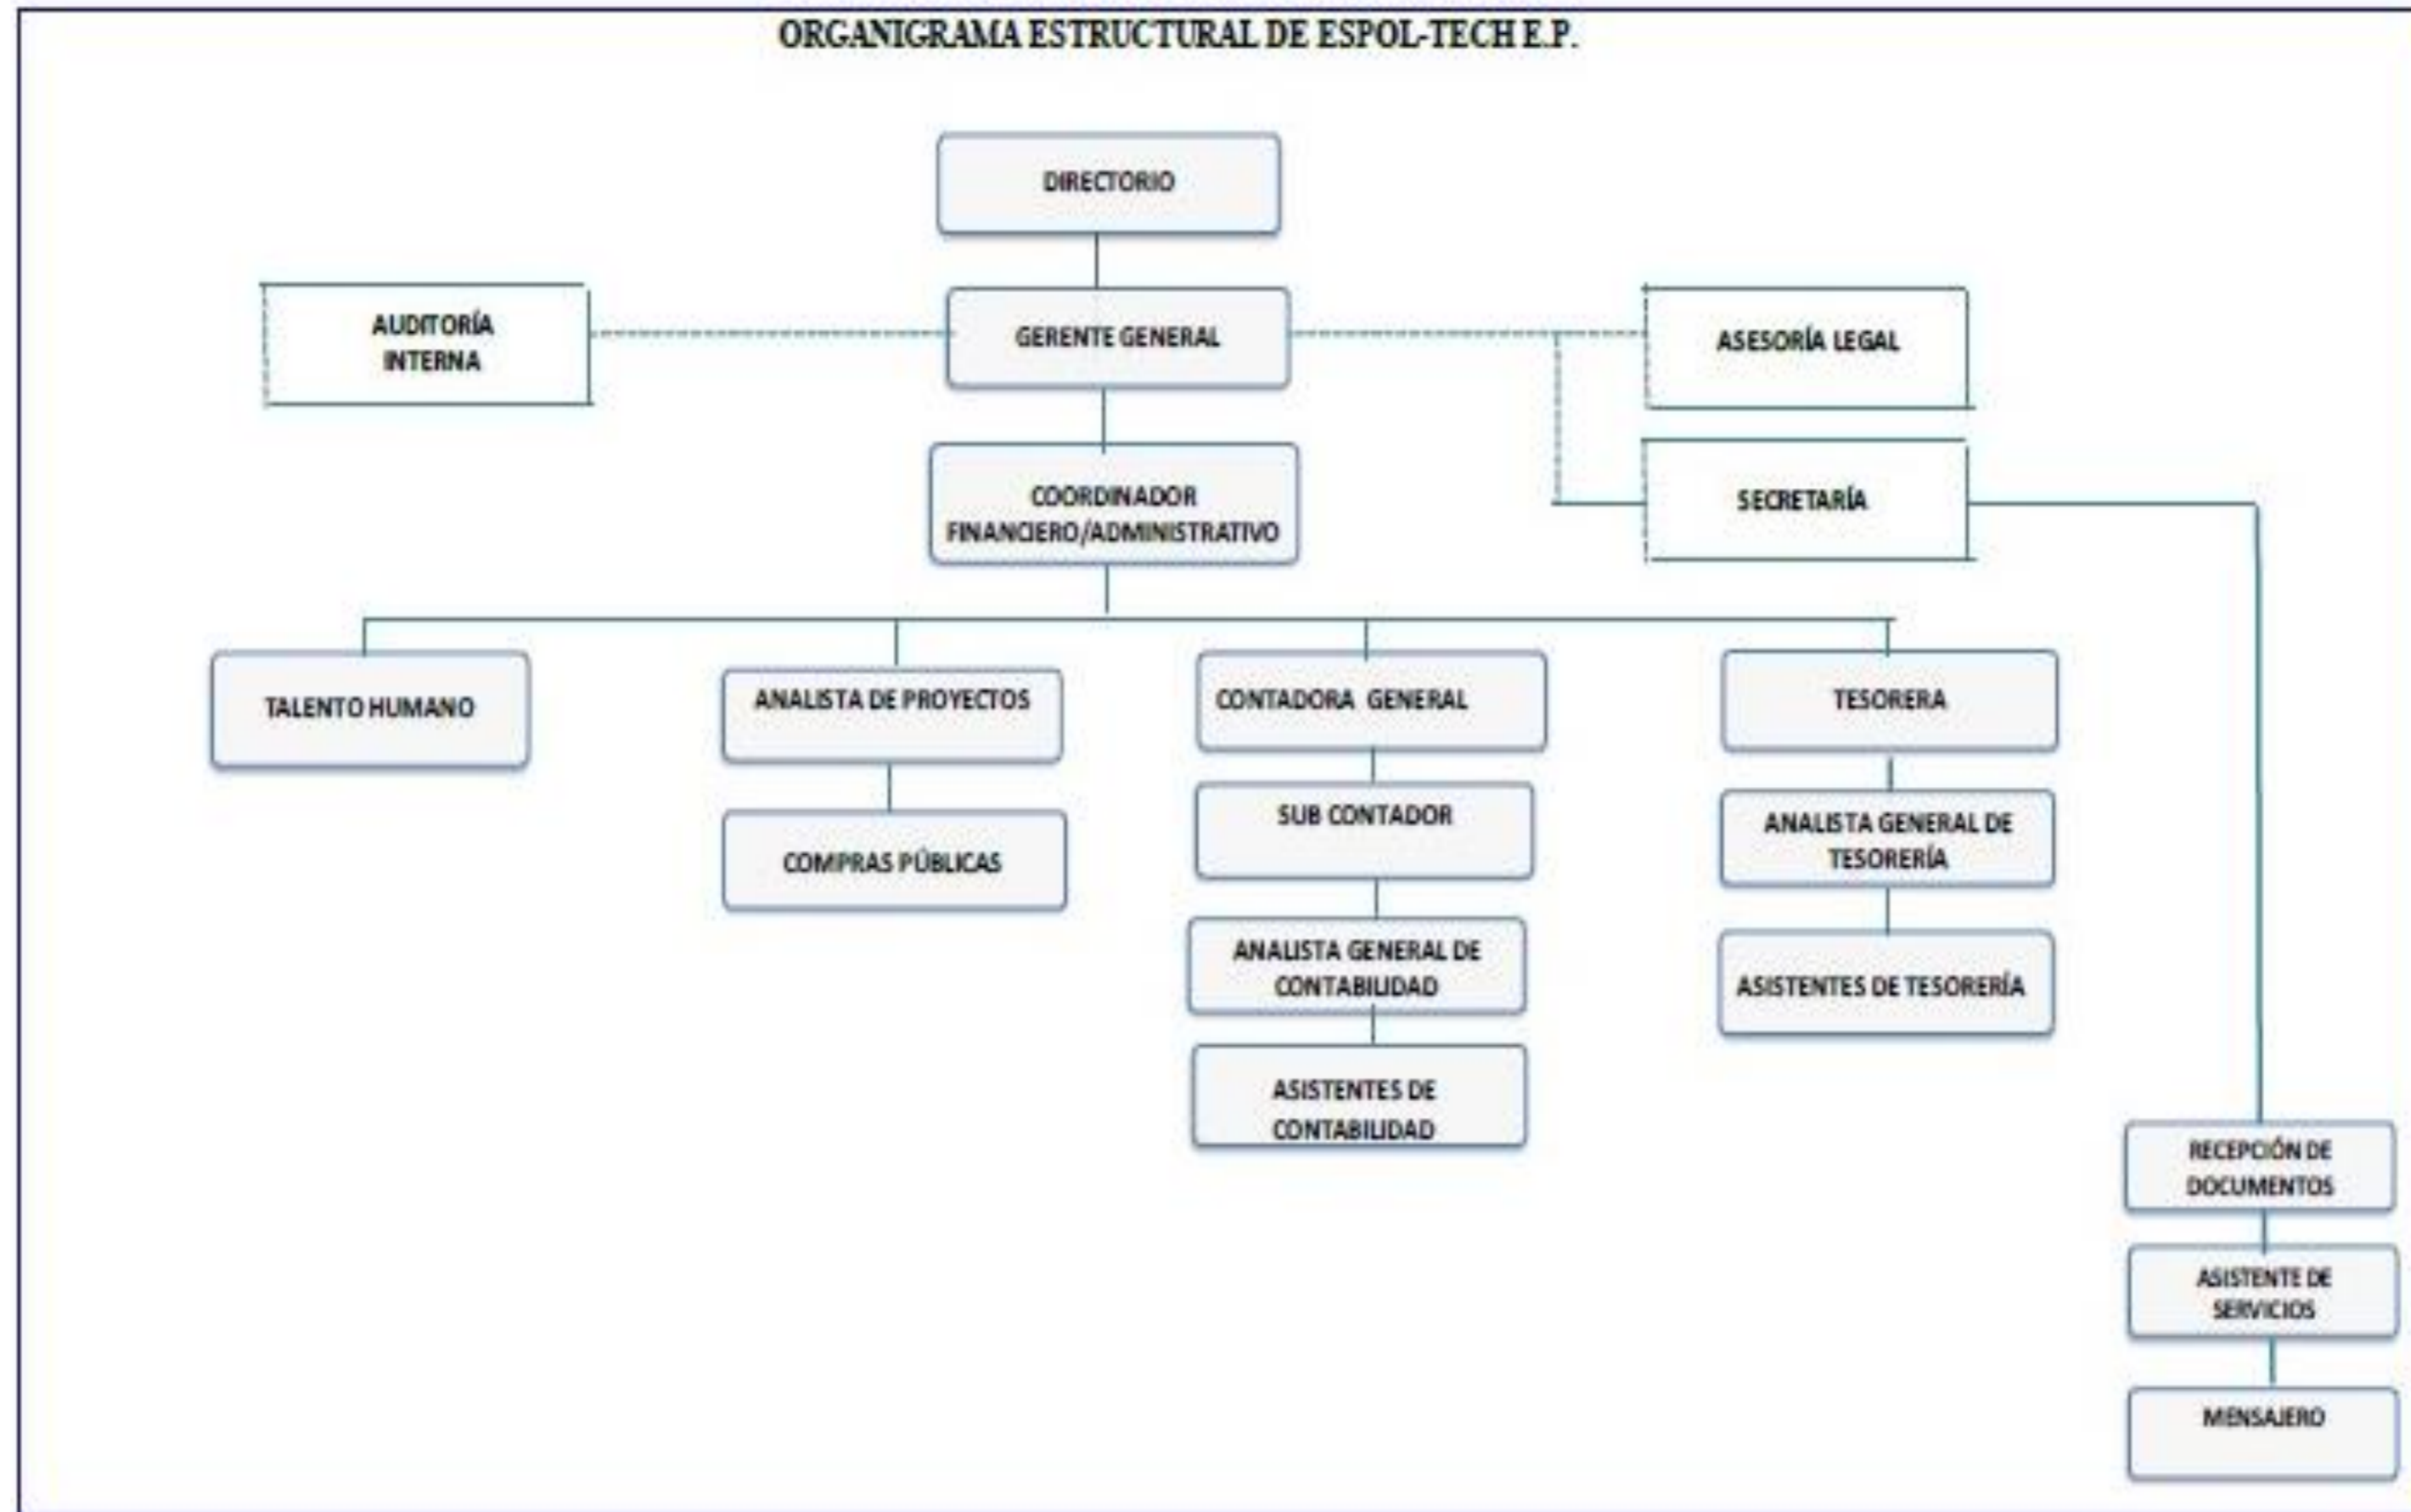 ORGANIGRAMA ESTRUCTURAL DE ESPOL-TECH E.P.
DIRECTORIO
AUDITORÍA
INTERNA
GERENTE GENERAL
ASESORÍA LEGAL
COORDINADOR
FINANCIERO/ADMINISTRATIVO
SECRETARÍA
TALENTO HUMANO
ANALISTA DE PROYECTOS
COMPRAS PÚBLICAS
CONTADORA GENERAL
SUB CONTADOR
ANALISTA GENERAL DE
CONTABILIDAD
ASISTENTES DE
CONTABILIDAD
TESORERA
ANALISTA GENERAL DE
TESORERÍA
ASISTENTES DE TESORERÍA
RECEPCIÓN DE
DOCUMENTOS
ASISTENTE DE
SERVICIOS
MENSAJERO